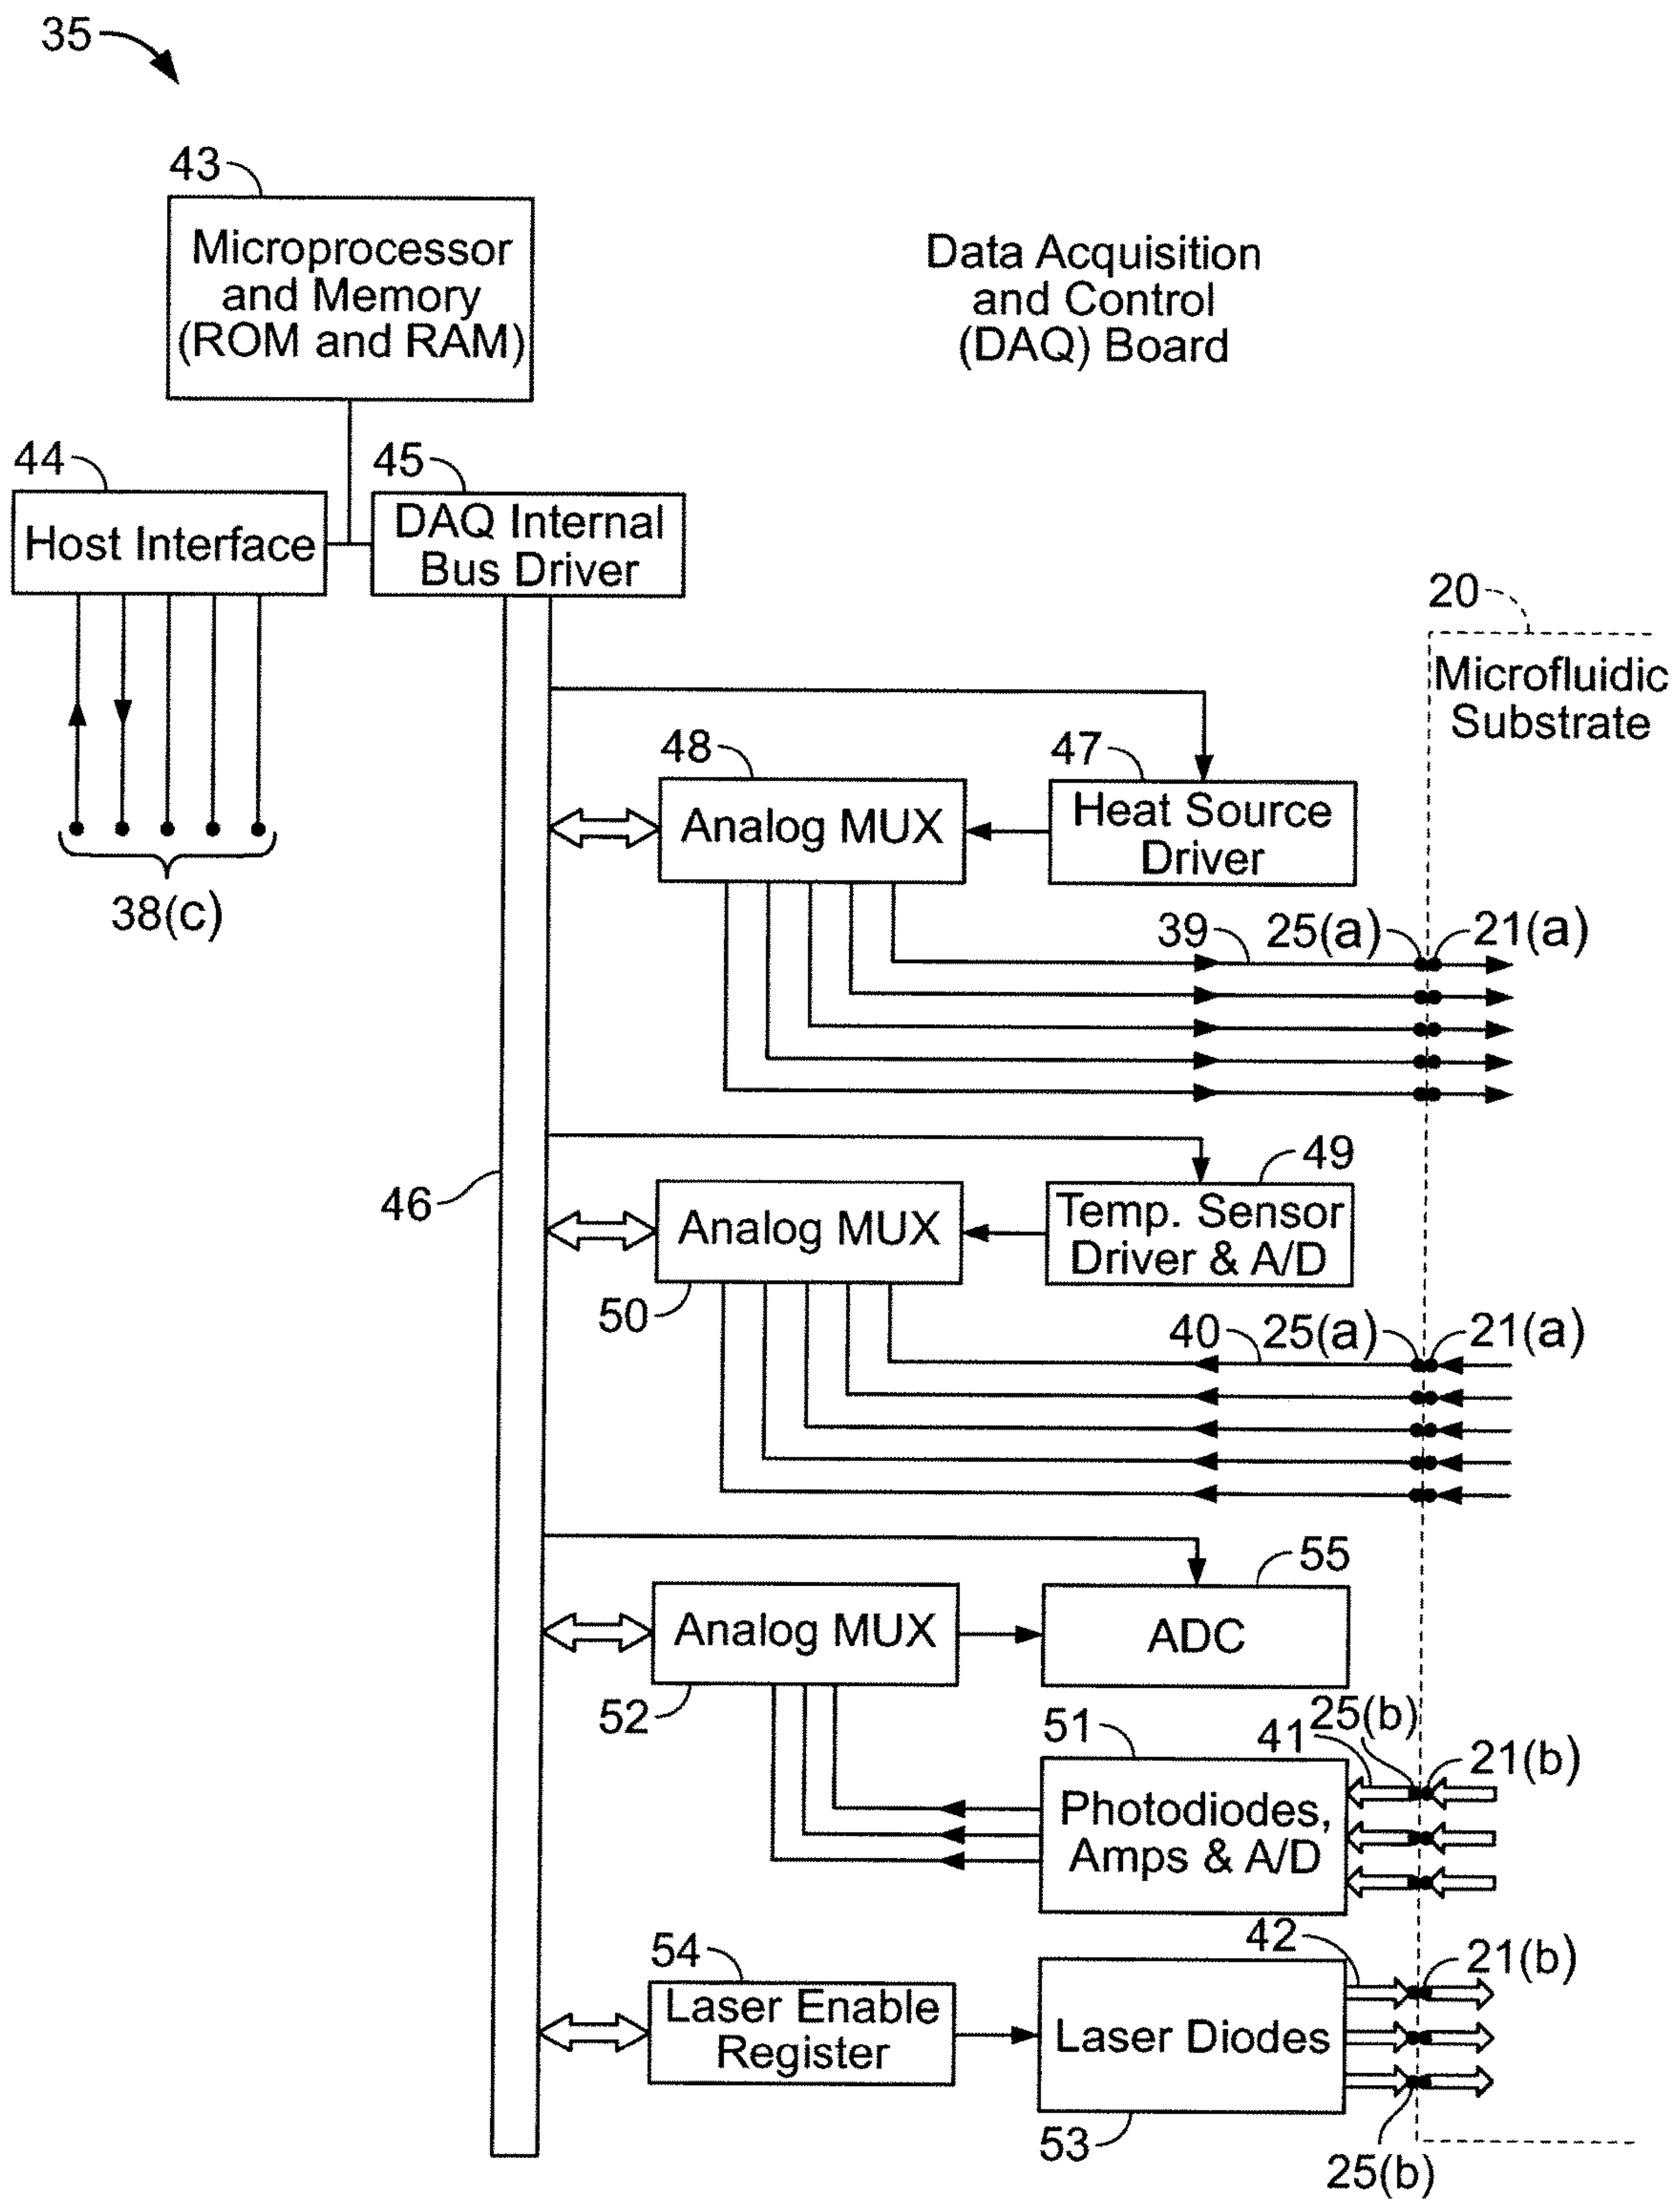 35
43
Microprocessor
and Memory
(ROM and RAM)
Data Acquisition
and Control
(DAQ) Board
44
Host Interface
45
DAQ Internal
Bus Driver
38(c)
20
Microfluidic
Substrate
48
Analog MUX
47
Heat Source
Driver
39
25(a)
21(a)
46
49
Analog MUX
Temp. Sensor
Driver & A/D
50
40
25(a)
21(a)
55
Analog MUX
ADC
52
51
41
25(b)
21(b)
Photodiodes,
Amps & A/D
54
Laser Enable
Register
42
21(b)
Laser Diodes
53
25(b)